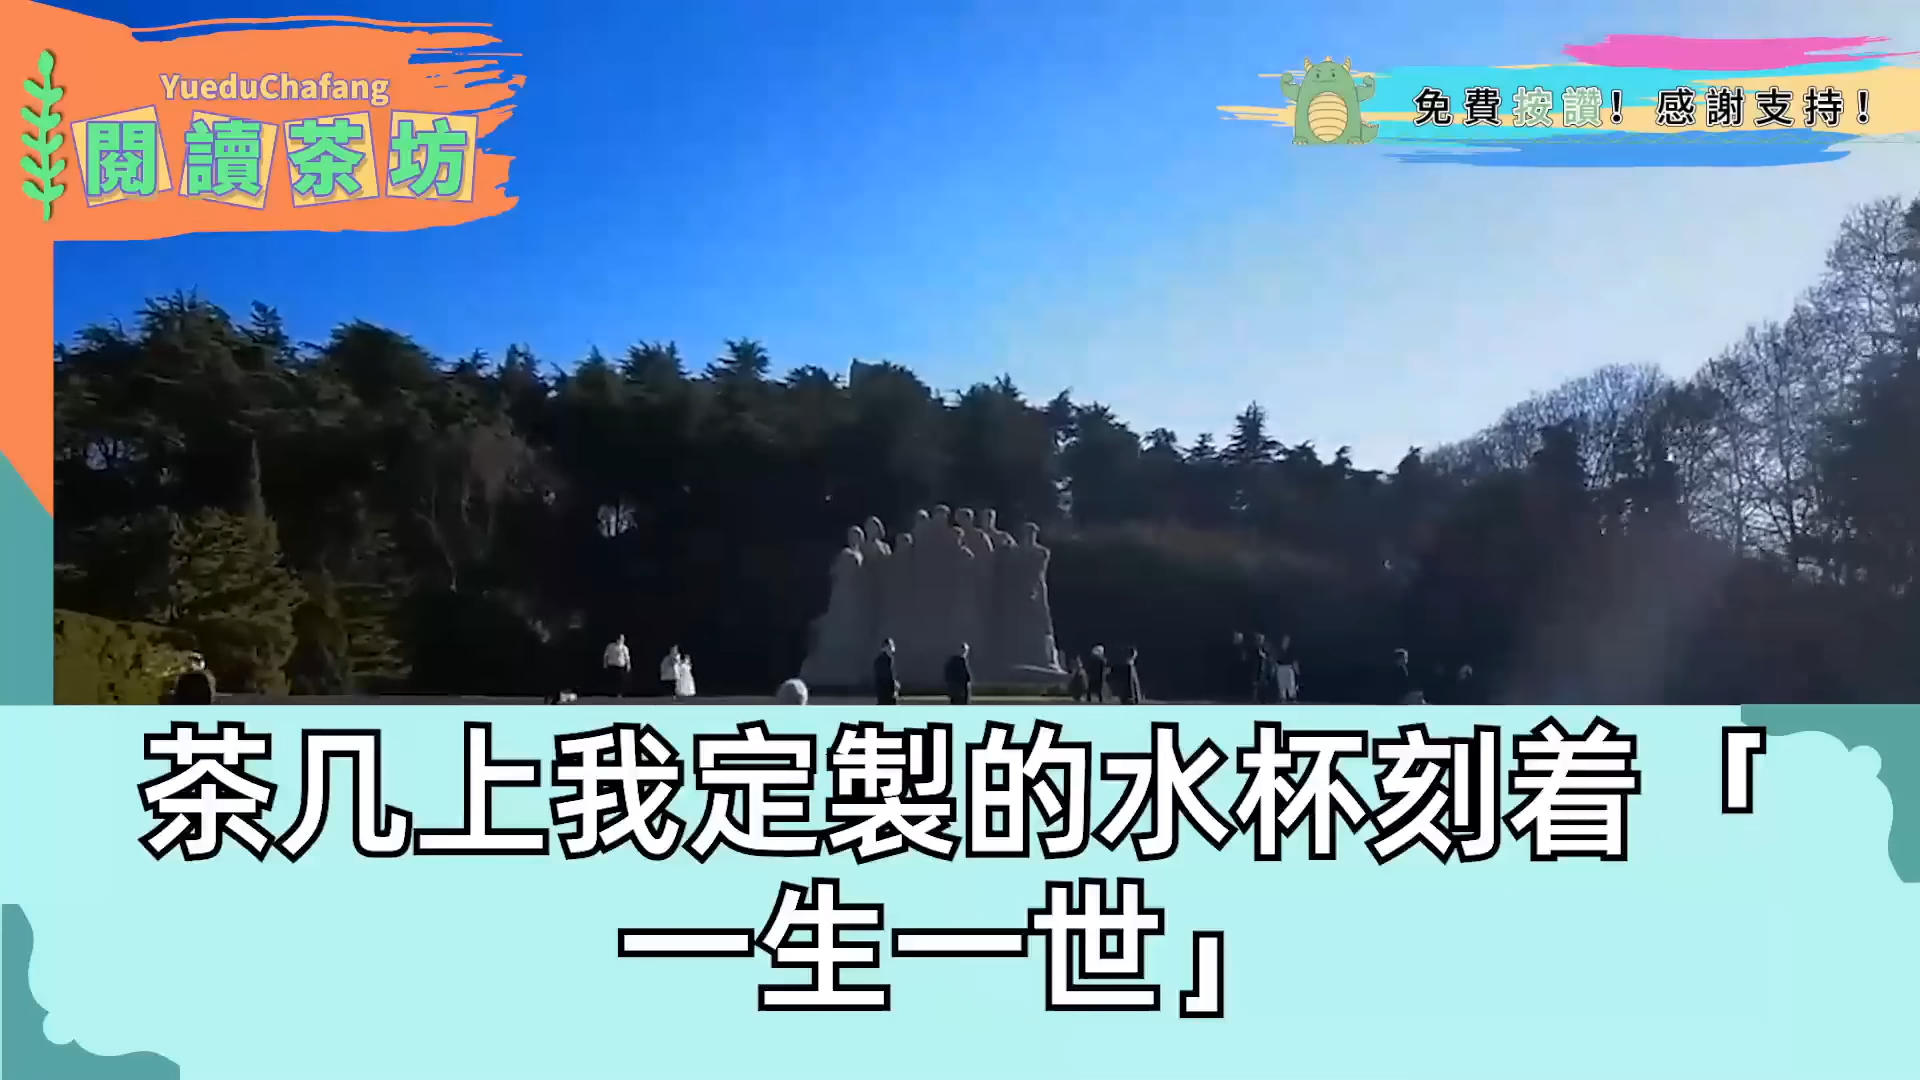 YueduChafang
閱讀茶坊
免費按讚！感謝支持！
茶几上我定製的水杯刻着「
一生一世」